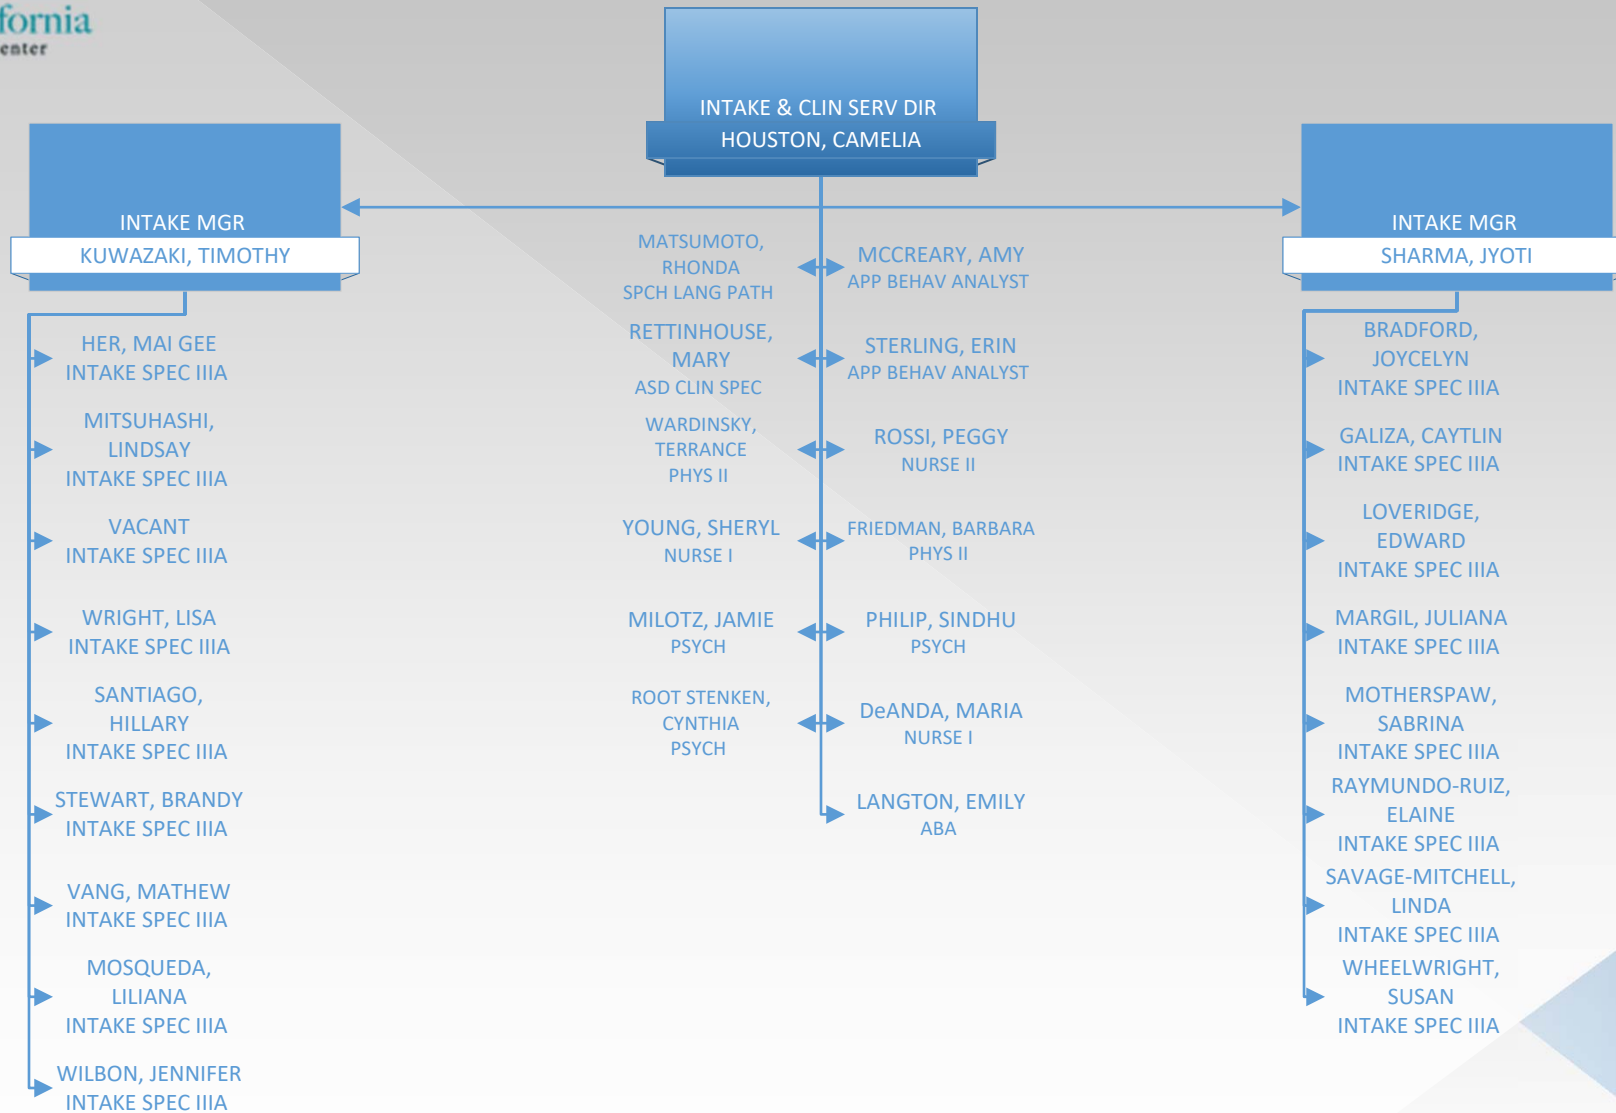 INTAKE & CLIN SERV DIR
HOUSTON, CAMELIA
INTAKE MGR
KUWAZAKI, TIMOTHY
HER, MAI GEE
INTAKE SPEC IIIA
MITSUHASHI,
LINDSAY
INTAKE SPEC IIIA
VACANT
INTAKE SPEC IIIA
WRIGHT, LISA
INTAKE SPEC IIIA
SANTIAGO,
HILLARY
INTAKE SPEC IIIA
STEWART, BRANDY
INTAKE SPEC IIIA
VANG, MATHEW
INTAKE SPEC IIIA
MOSQUEDA,
LILIANA
INTAKE SPEC IIIA
WILBON, JENNIFER
INTAKE SPEC IIIA
MATSUMOTO,
RHONDA
SPCH LANG PATH
RETTINHOUSE,
MARY
ASD CLIN SPEC
WARDINSKY,
TERRANCE
PHYS II
YOUNG, SHERYL
NURSE I
MILOTZ, JAMIE
PSYCH
ROOT STENKEN,
CYNTHIA
PSYCH
MCCREARY, AMY
APP BEHAV ANALYST
STERLING, ERIN
APP BEHAV ANALYST
ROSSI, PEGGY
NURSE II
FRIEDMAN, BARBARA
PHYS II
PHILIP, SINDHU
PSYCH
DeANDA, MARIA
NURSE I
LANGTON, EMILY
ABA
INTAKE MGR
SHARMA, JYOTI
BRADFORD,
JOYCELYN
INTAKE SPEC IIIA
GALIZA, CAYTLIN
INTAKE SPEC IIIA
LOVERIDGE,
EDWARD
INTAKE SPEC IIIA
MARGIL, JULIANA
INTAKE SPEC IIIA
MOTHERSPAW,
SABRINA
INTAKE SPEC IIIA
RAYMUNDO-RUIZ,
ELAINE
INTAKE SPEC IIIA
SAVAGE-MITCHELL,
LINDA
INTAKE SPEC IIIA
WHEELWRIGHT,
SUSAN
INTAKE SPEC IIIA